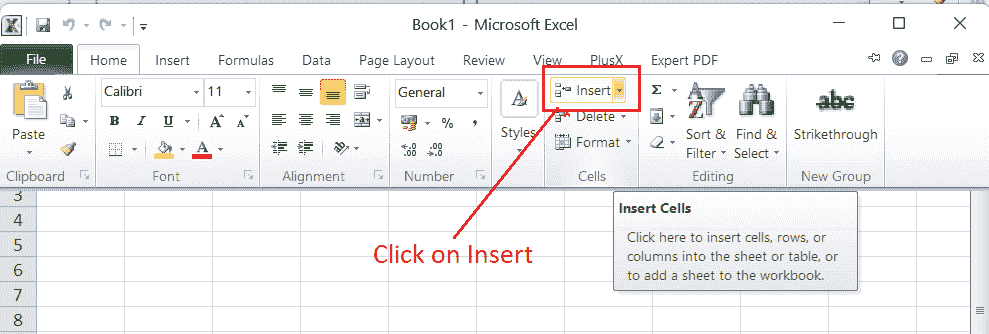 Book1 - Microsoft Excel
File Home Insert Formulas Data Page Layout Review View PlusX Expert PDF
Calibri 11 General Insert Σ abc
Paste B I U A A $ % , Styles Delete Sort & Filter Find & Select Strikethrough
A Format
Clipboard Font Alignment Number Cells Editing New Group
3
4
5
6
7
8
Insert Cells
Click here to insert cells, rows, or
columns into the sheet or table, or
to add a sheet to the workbook.
Click on Insert